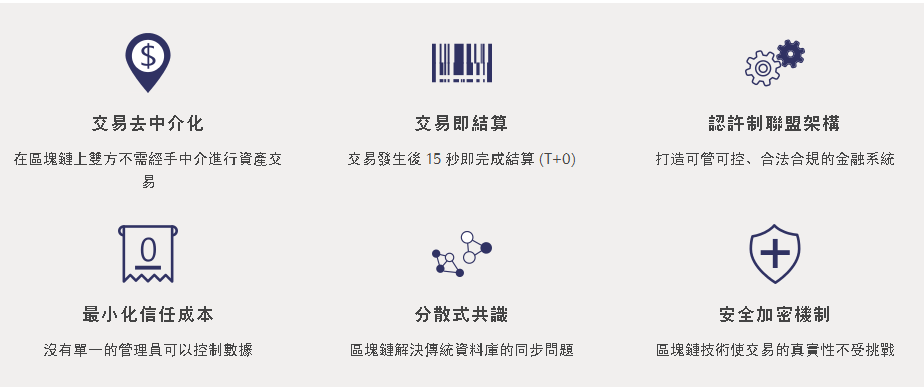 交易去中介化
在區塊鏈上雙方不需經手中介進行資產交
易
交易即結算
交易發生後 15 秒即完成結算 (T+0)
認許制聯盟架構
打造可管可控、合法合規的金融系統
0
最小化信任成本
沒有單一的管理員可以控制數據
分散式共識
區塊鏈解決傳統資料庫的同步問題
安全加密機制
區塊鏈技術使交易的真實性不受挑戰